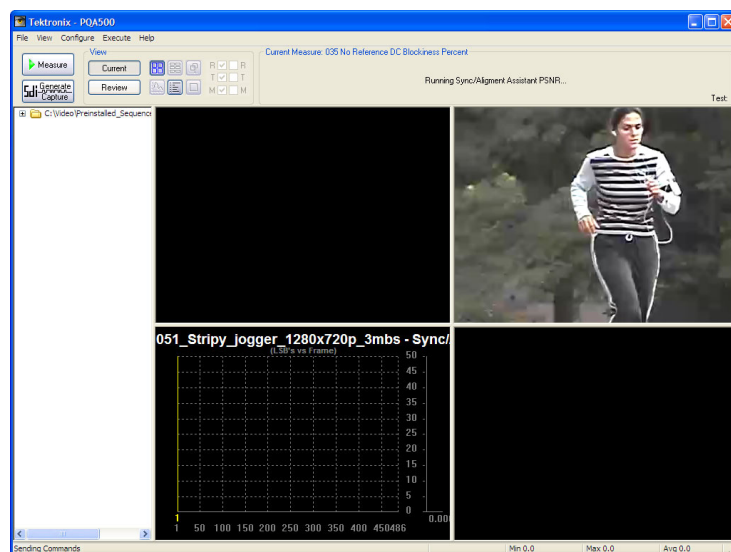 Tektronix - PQA500
File View Configure Execute Help
Measure
View
Current
R R
T T
M M
Review
Sdi Generate
Capture
Current Measure: 035 No Reference DC Blockiness Percent
Running Sync/Aligment Assistant PSNR...
Test
C:\Video\Preinstalled_Sequence
051_Stripy_jogger_1280x720p_3mbs - Sync/
(LSB's vs Frame)
50
45
40
35
30
25
20
15
10
5
0
0.00
1
1 50 100 150 200 250 300 350 400 450486
Sending Commands
Min 0.0 Max 0.0 Avg 0.0